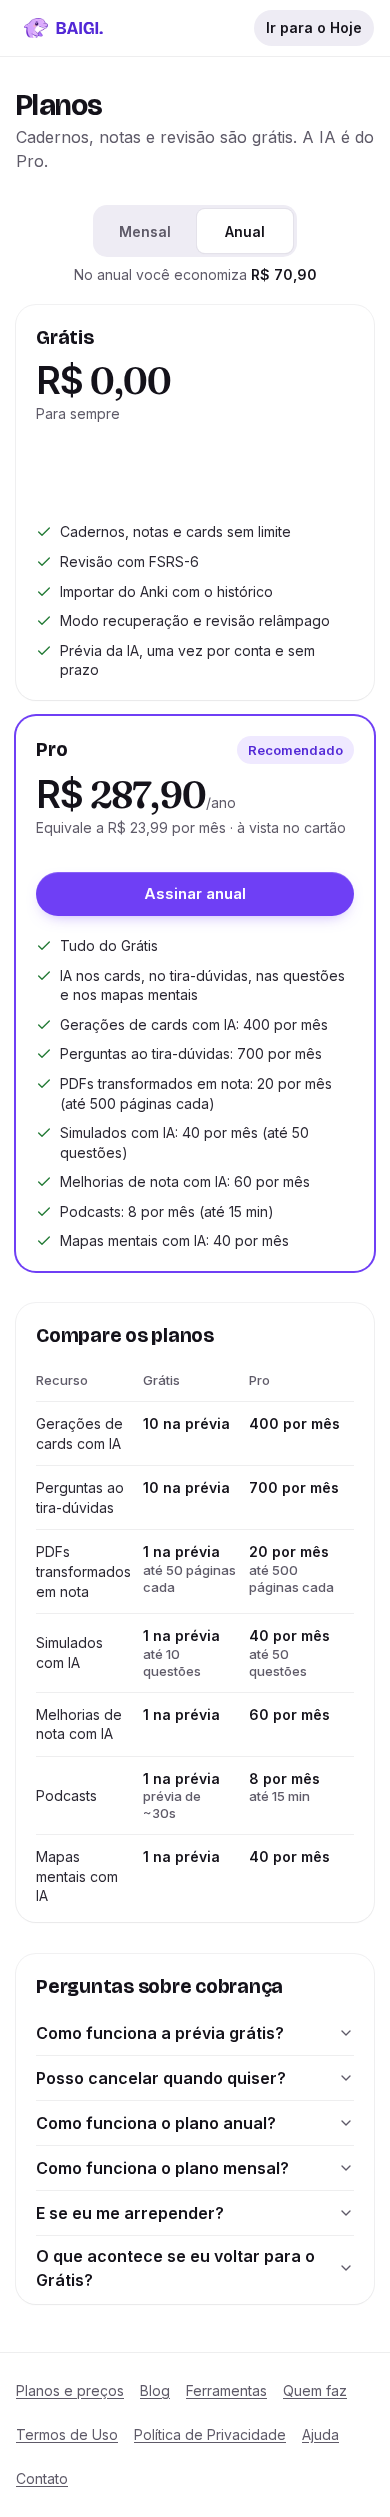 BAIGI.
Ir para o Hoje
Planos
Cadernos, notas e revisão são grátis. A IA é do
Pro.
Mensal
Anual
No anual você economiza R$ 70,90
Grátis
R$ 0,00
Para sempre
Cadernos, notas e cards sem limite
Revisão com FSRS-6
Importar do Anki com o histórico
Modo recuperação e revisão relâmpago
Prévia da IA, uma vez por conta e sem
prazo
Pro
Recomendado
R$ 287,90/ano
Equivale a R$ 23,99 por mês · à vista no cartão
Assinar anual
Tudo do Grátis
IA nos cards, no tira-dúvidas, nas questões
e nos mapas mentais
Gerações de cards com IA: 400 por mês
Perguntas ao tira-dúvidas: 700 por mês
PDFs transformados em nota: 20 por mês
(até 500 páginas cada)
Simulados com IA: 40 por mês (até 50
questões)
Melhorias de nota com IA: 60 por mês
Podcasts: 8 por mês (até 15 min)
Mapas mentais com IA: 40 por mês
Compare os planos
Recurso Grátis Pro
Gerações de 10 na prévia 400 por mês
cards com IA
Perguntas ao 10 na prévia 700 por mês
tira-dúvidas
PDFs 1 na prévia 20 por mês
transformados até 50 páginas até 500
em nota cada páginas cada
Simulados 1 na prévia 40 por mês
com IA até 10 até 50
questões questões
Melhorias de 1 na prévia 60 por mês
nota com IA
Podcasts 1 na prévia 8 por mês
prévia de até 15 min
~30s
Mapas 1 na prévia 40 por mês
mentais com
IA
Perguntas sobre cobrança
Como funciona a prévia grátis?
Posso cancelar quando quiser?
Como funciona o plano anual?
Como funciona o plano mensal?
E se eu me arrepender?
O que acontece se eu voltar para o
Grátis?
Planos e preços Blog Ferramentas Quem faz
Termos de Uso Política de Privacidade Ajuda
Contato